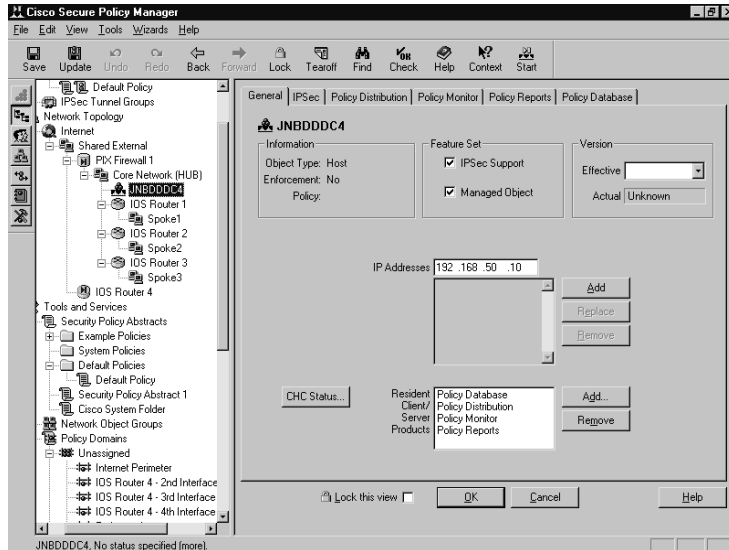 Cisco Secure Policy Manager
File Edit View Tools Wizards Help
Save Update Undo Redo Back Forward Lock Tearoff Find Check Help Context Start
Default Policy
IPSec Tunnel Groups
Network Topology
Internet
Shared External
PIX Firewall 1
Core Network (HUB)
JNBDDDC4
IOS Router 1
Spoke1
IOS Router 2
Spoke2
IOS Router 3
Spoke3
IOS Router 4
Tools and Services
Security Policy Abstracts
Example Policies
System Policies
Default Policies
Default Policy
Security Policy Abstract 1
Cisco System Folder
Network Object Groups
Policy Domains
Unassigned
Internet Perimeter
IOS Router 4 - 2nd Interface
IOS Router 4 - 3rd Interface
IOS Router 4 - 4th Interface
General IPSec Policy Distribution Policy Monitor Policy Reports Policy Database
JNBDDDC4
Information
Object Type: Host
Enforcement: No
Policy:
Feature Set
IPSec Support
Managed Object
Version
Effective
Actual Unknown
IP Addresses 192 .168 .50 .10
Add
Replace
Remove
CHC Status...
Resident Client/ Server Products
Policy Database
Policy Distribution
Policy Monitor
Policy Reports
Add...
Remove
Lock this view OK Cancel Help
JNBDDDC4, No status specified (more).